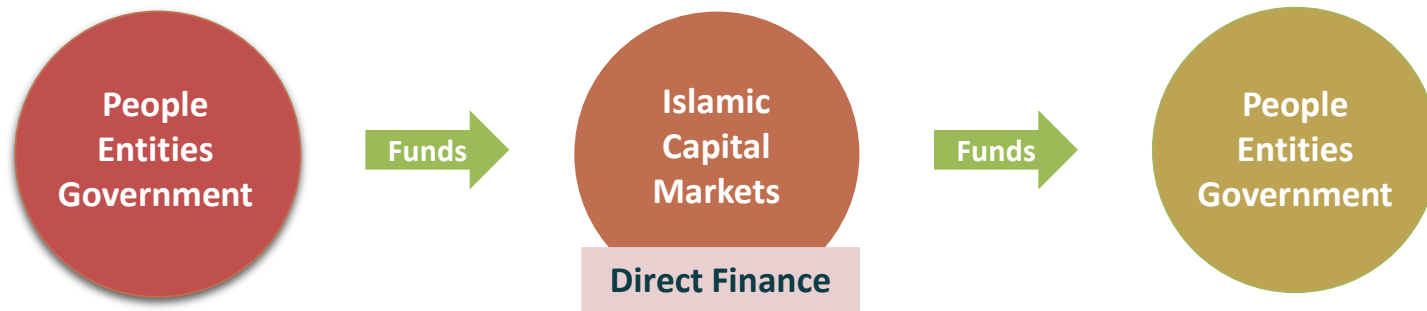 People
Entities
Government
Funds
Islamic
Capital
Markets
Direct Finance
Funds
People
Entities
Government